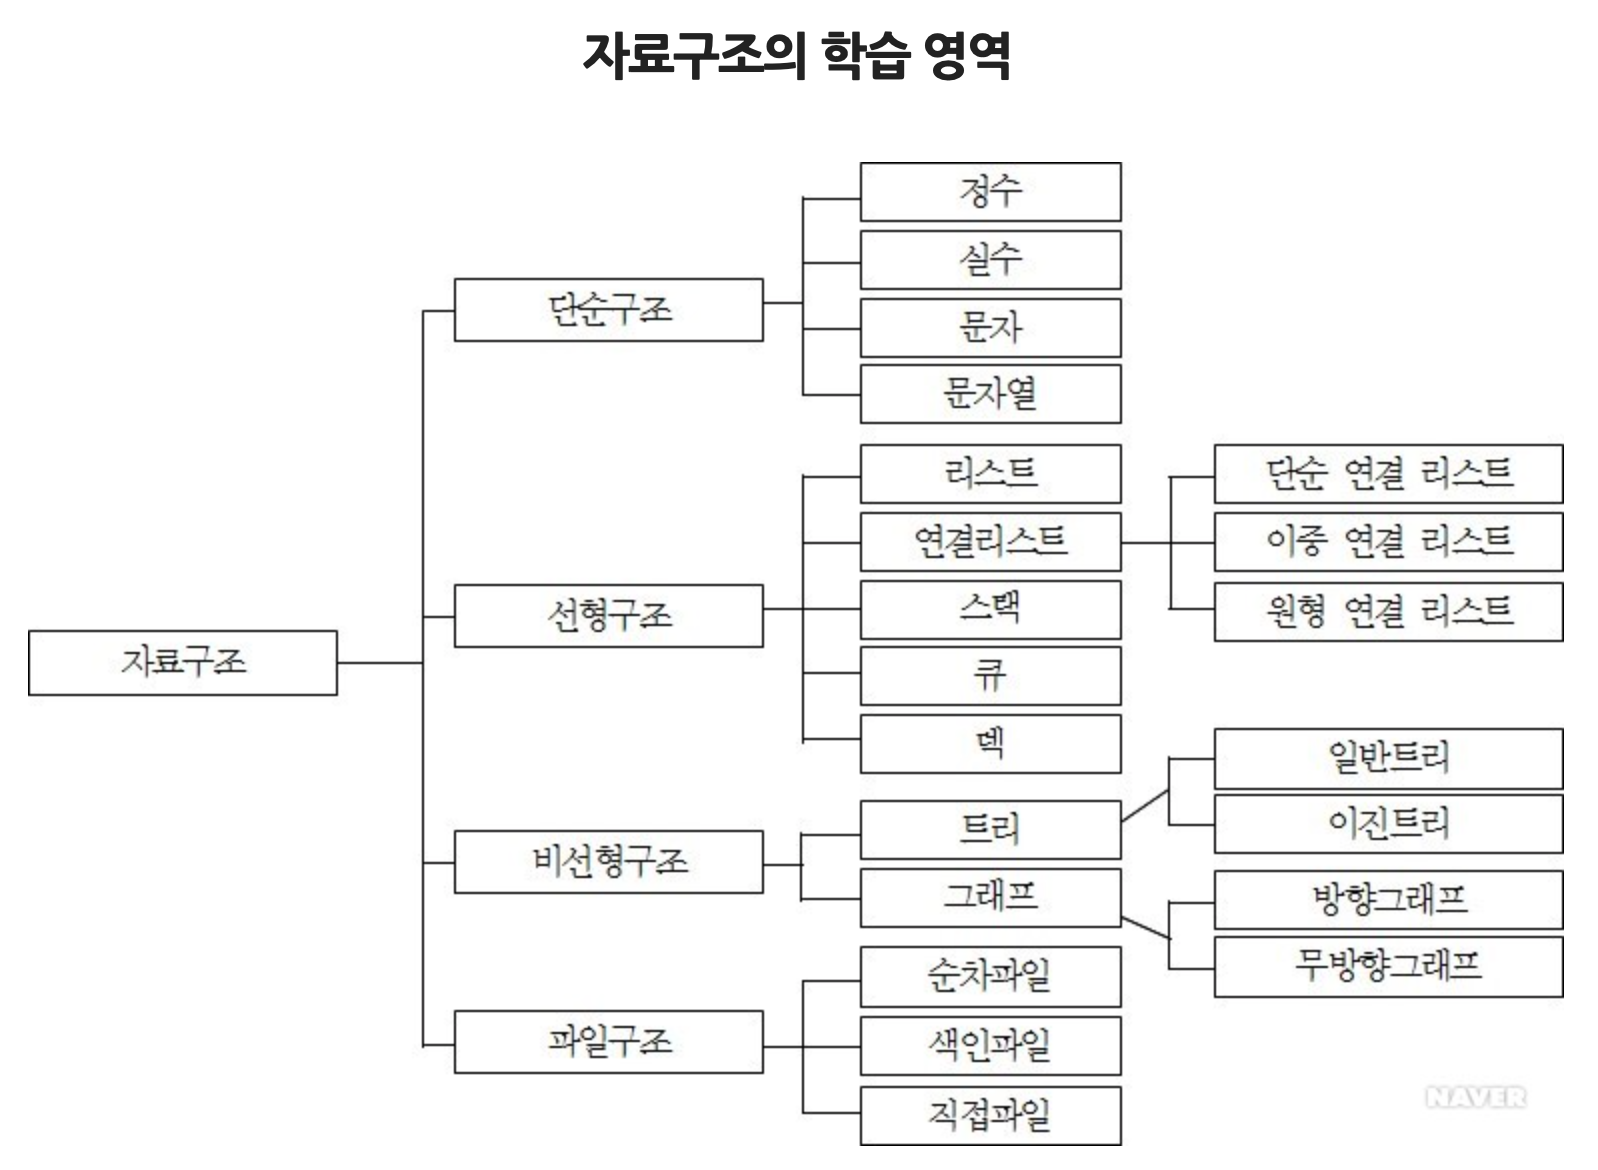 자료구조의 학습 영역
자료구조
단순구조
정수
실수
문자
문자열
선형구조
리스트
연결리스트
단순 연결 리스트
이중 연결 리스트
원형 연결 리스트
스택
큐
덱
비선형구조
트리
일반트리
이진트리
그래프
방향그래프
무방향그래프
파일구조
순차파일
색인파일
직접파일
NAVER